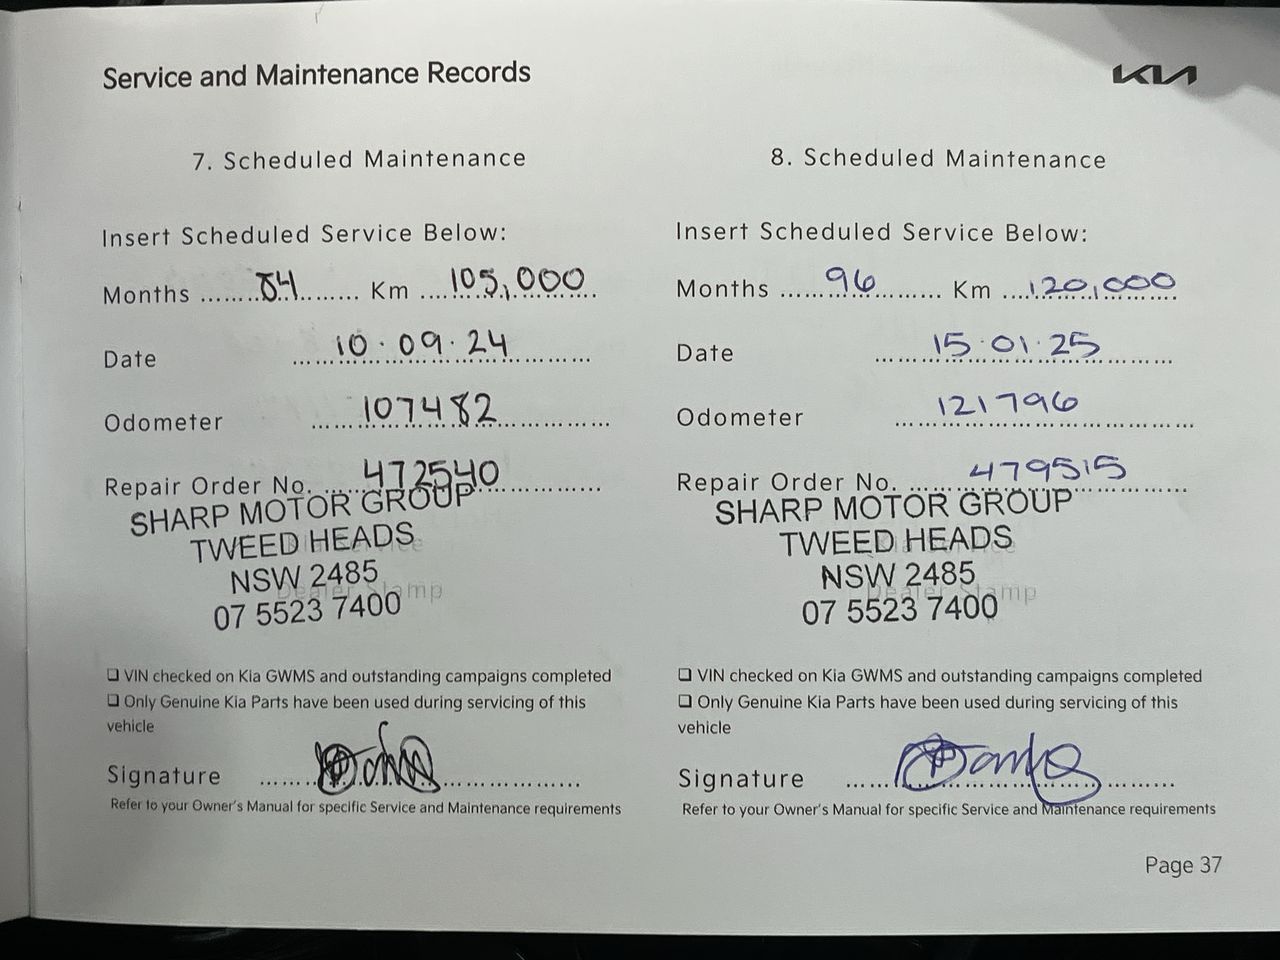 Service and Maintenance Records
KIA
7. Scheduled Maintenance
Insert Scheduled Service Below:
Months ........84.......... Km ....105,000....
Date ......10.09.24......
Odometer ......107482......
Repair Order No. ......472540......
SHARP MOTOR GROUP
TWEED HEADS
NSW 2485
07 5523 7400
Dealer Stamp
❑ VIN checked on Kia GWMS and outstanding campaigns completed
❑ Only Genuine Kia Parts have been used during servicing of this
vehicle
Signature
Refer to your Owner's Manual for specific Service and Maintenance requirements
8. Scheduled Maintenance
Insert Scheduled Service Below:
Months ........96.......... Km ....120,000....
Date ......15.01.25......
Odometer ......121796......
Repair Order No. ......479515......
SHARP MOTOR GROUP
TWEED HEADS
Kia Service
NSW 2485
Dealer Stamp
07 5523 7400
❑ VIN checked on Kia GWMS and outstanding campaigns completed
❑ Only Genuine Kia Parts have been used during servicing of this
vehicle
Signature
Refer to your Owner's Manual for specific Service and Maintenance requirements
Page 37